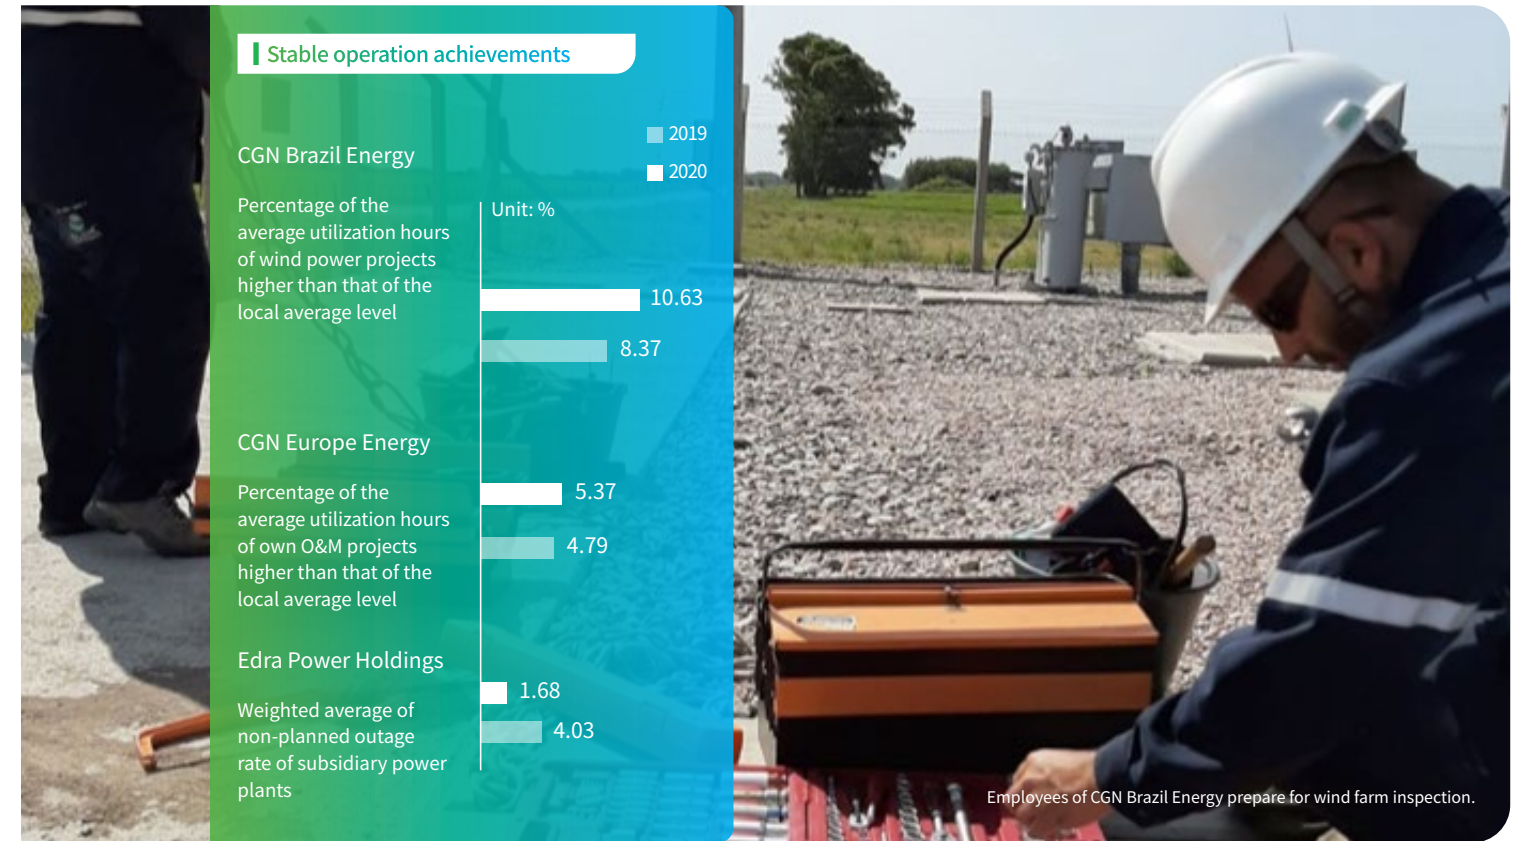 Stable operation achievements
2019
2020
CGN Brazil Energy
Percentage of the
average utilization hours
of wind power projects
higher than that of the
local average level
Unit: %
10.63
8.37
CGN Europe Energy
Percentage of the
average utilization hours
of own O&M projects
higher than that of the
local average level
5.37
4.79
Edra Power Holdings
Weighted average of
non-planned outage
rate of subsidiary power
plants
1.68
4.03
Employees of CGN Brazil Energy prepare for wind farm inspection.